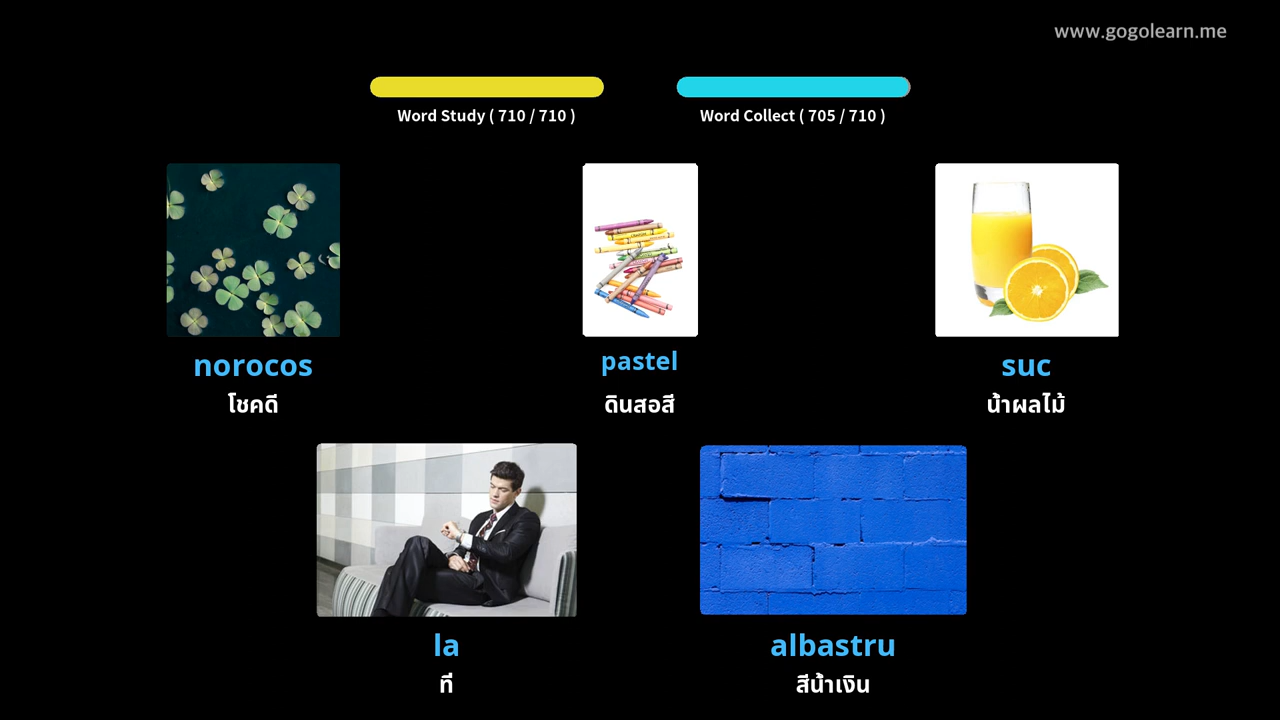 www.gogolearn.me
Word Study ( 710 / 710 )
Word Collect ( 705 / 710 )
norocos
โชคดี
pastel
ดินสอสี
suc
น้ำผลไม้
la
ที่
albastru
สีน้ำเงิน